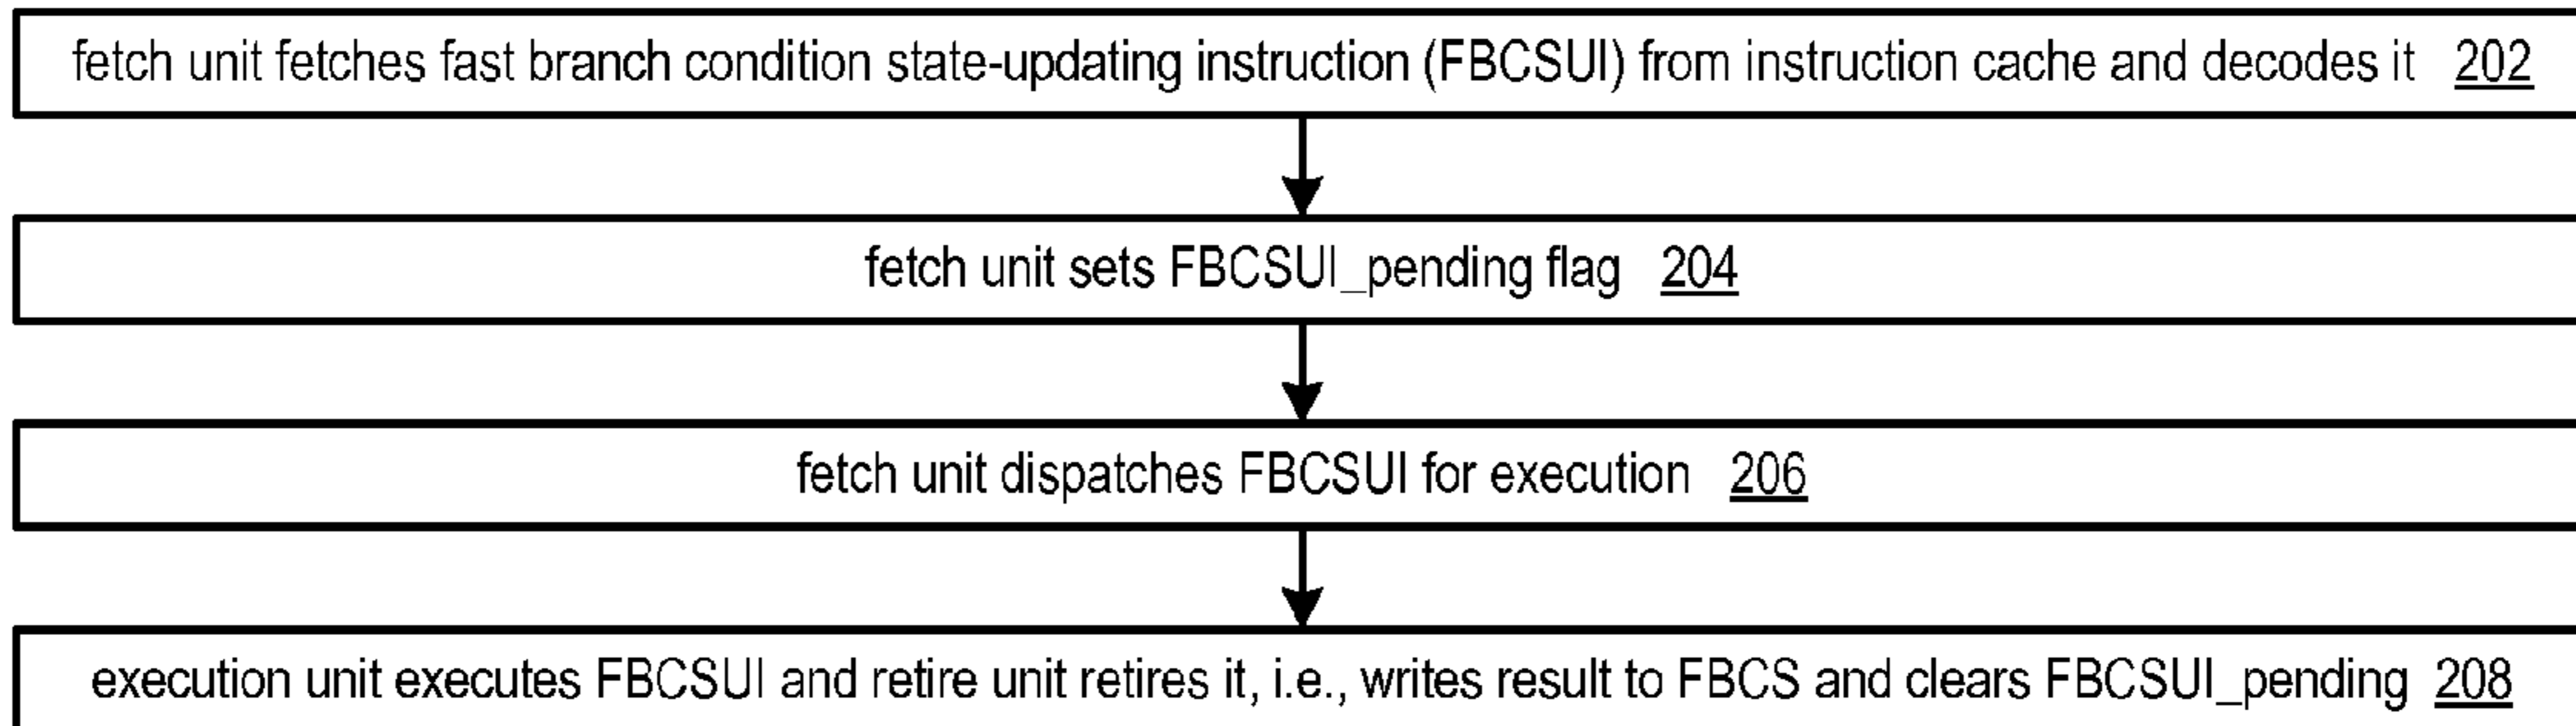 fetch unit fetches fast branch condition state-updating instruction (FBCSUI) from instruction cache and decodes it 202
fetch unit sets FBCSUI_pending flag 204
fetch unit dispatches FBCSUI for execution 206
execution unit executes FBCSUI and retire unit retires it, i.e., writes result to FBCS and clears FBCSUI_pending 208